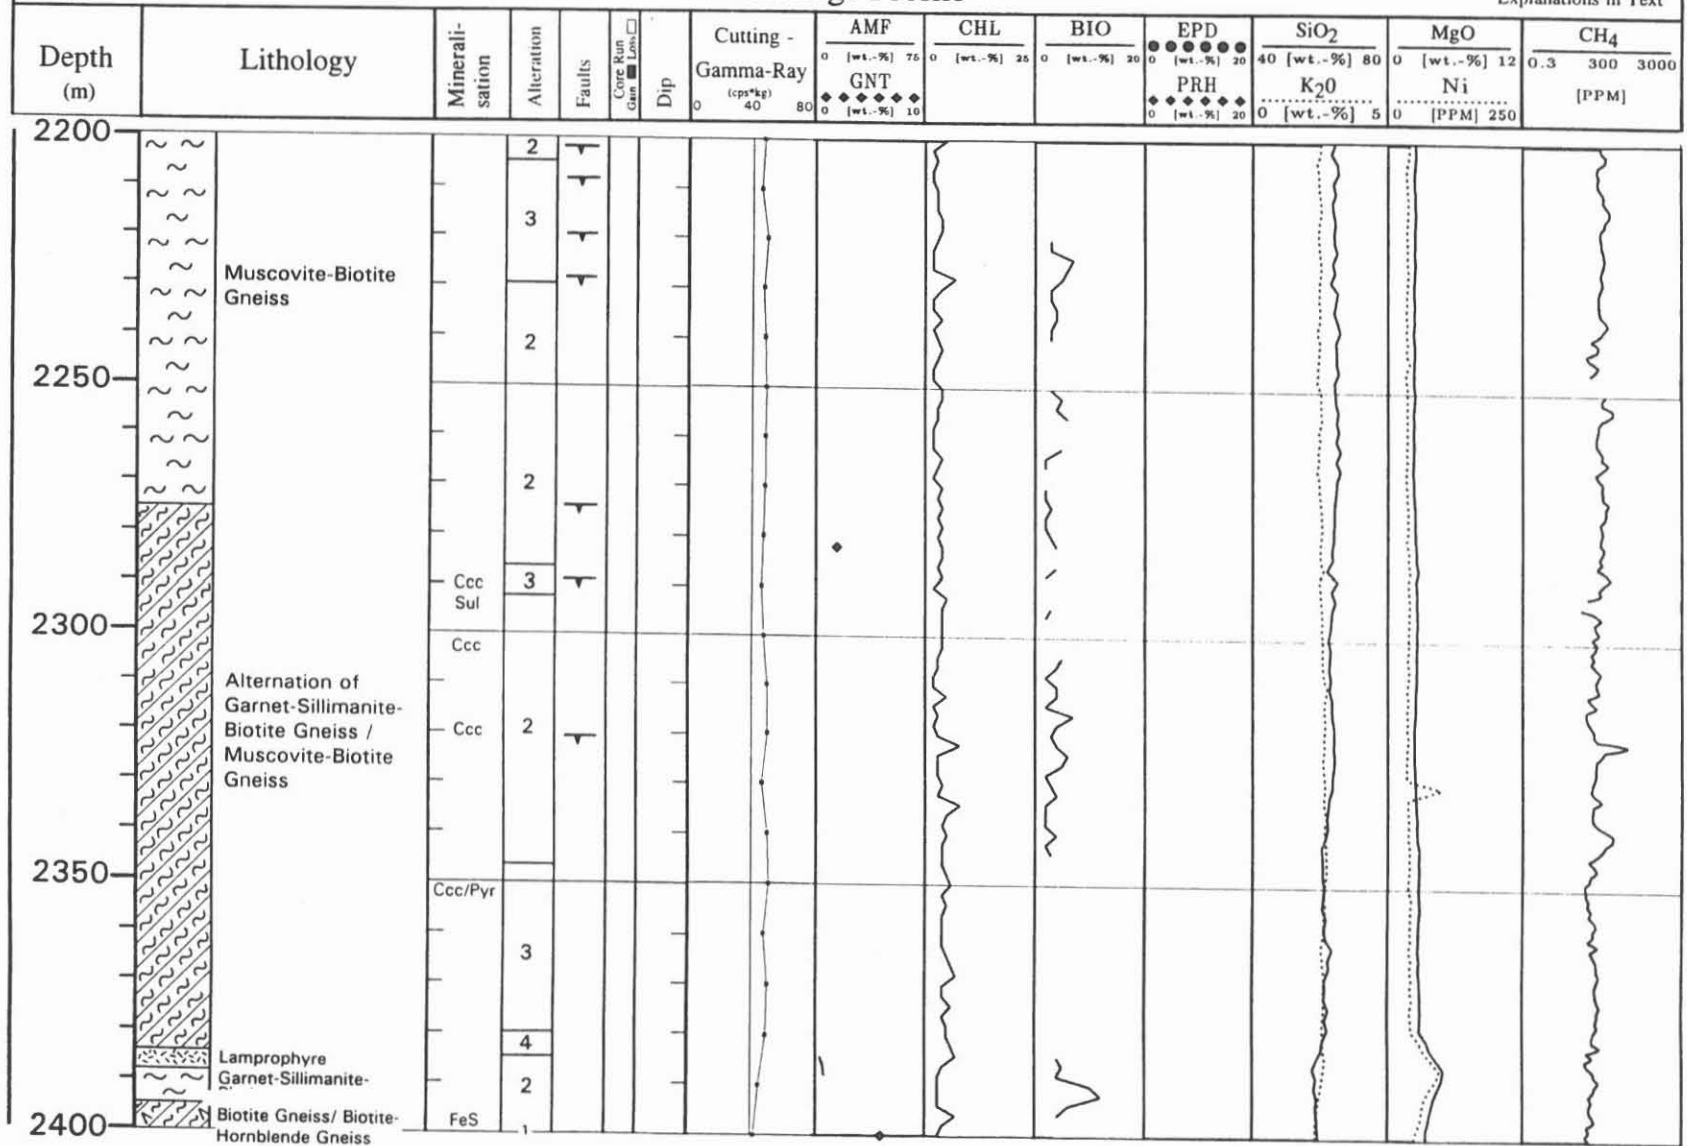 Explanations in Text
Depth
(m)
Lithology
Minerali-
sation
Alteration
Faults
Core Run
Gain Loss
Dip
Cutting -
Gamma-Ray
(cps*kg)
0 40 80
AMF
0 [wt.-%] 75
GNT
0 [wt.-%] 10
CHL
0 [wt.-%] 25
BIO
0 [wt.-%] 20
EPD
0 [wt.-%] 20
PRH
0 [wt.-%] 20
SiO2
40 [wt.-%] 80
K2O
0 [wt.-%] 5
MgO
0 [wt.-%] 12
Ni
0 [PPM] 250
CH4
0.3 300 3000
[PPM]
2200
2
3
Muscovite-Biotite
Gneiss
2
2250
2
Ccc
Sul
3
2300
Ccc
Alternation of
Garnet-Sillimanite-
Biotite Gneiss /
Muscovite-Biotite
Gneiss
Ccc
2
2350
Ccc/Pyr
3
4
Lamprophyre
Garnet-Sillimanite-
2
Biotite Gneiss/ Biotite-
Hornblende Gneiss
FeS
1
2400